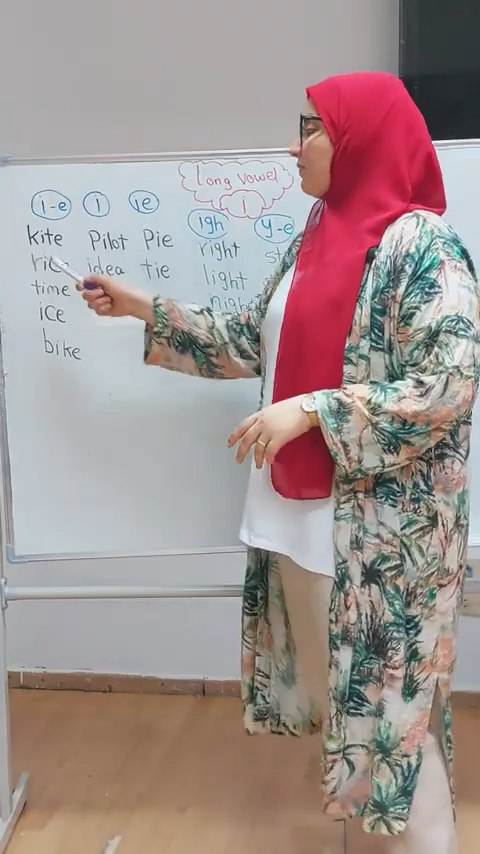 Long Vowel
i
i-e
i
ie
igh
y-e
kite
Pilot
Pie
right
idea
tie
light
time
ice
bike